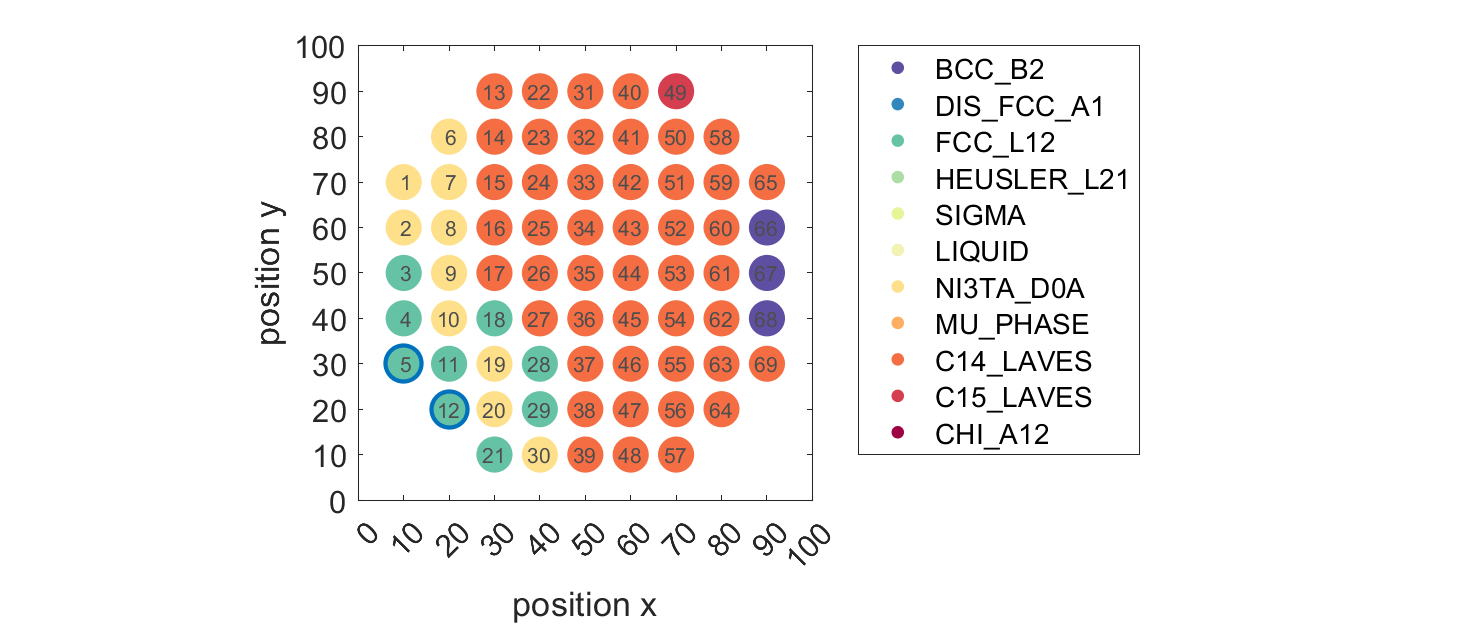 100
90
80
70
60
50
40
30
20
10
0
position y
13 22 31 40 49
6 14 23 32 41 50 58
1 7 15 24 33 42 51 59 65
2 8 16 25 34 43 52 60 66
3 9 17 26 35 44 53 61 67
4 10 18 27 36 45 54 62 68
5 11 19 28 37 46 55 63 69
12 20 29 38 47 56 64
21 30 39 48 57
0 10 20 30 40 50 60 70 80 90 100
position x
BCC_B2
DIS_FCC_A1
FCC_L12
HEUSLER_L21
SIGMA
LIQUID
NI3TA_D0A
MU_PHASE
C14_LAVES
C15_LAVES
CHI_A12